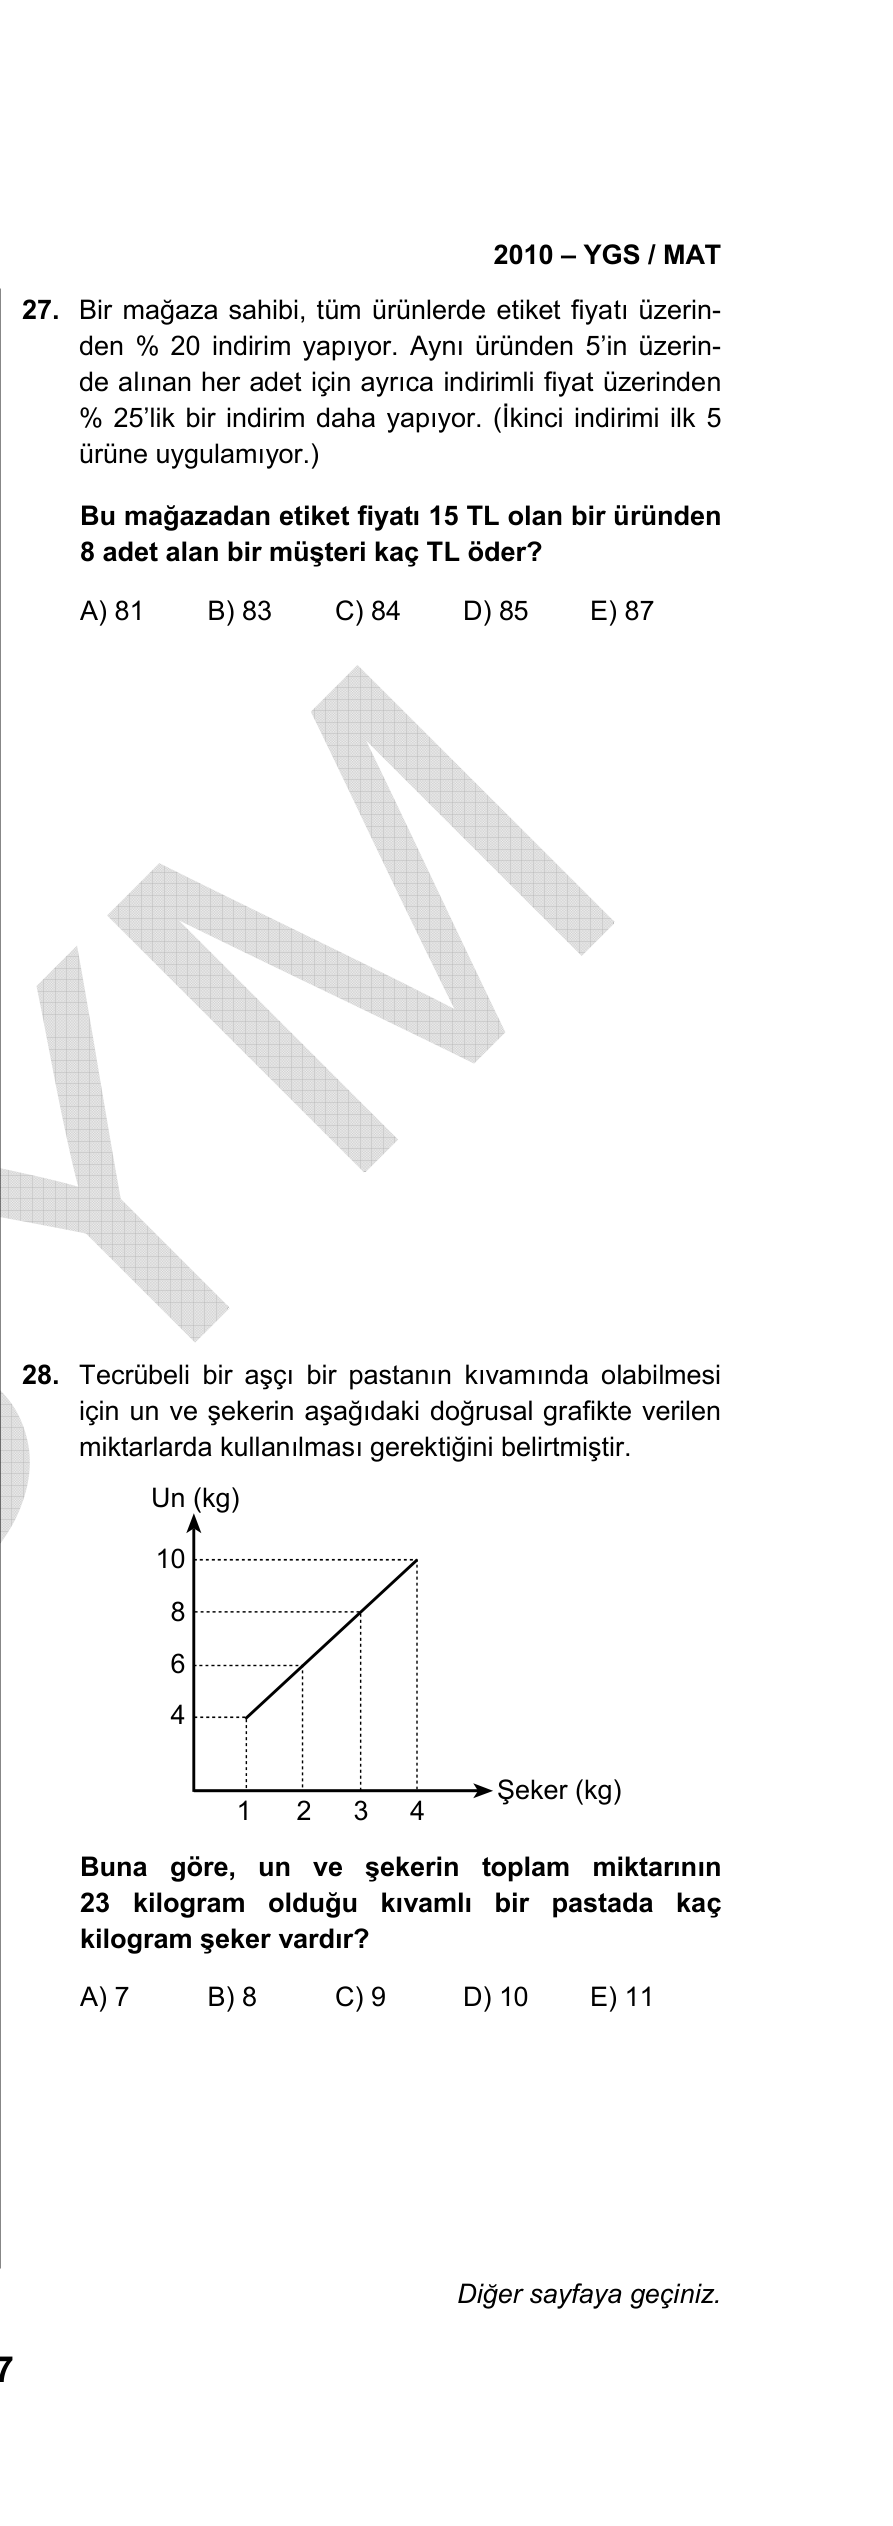 2010 – YGS / MAT
27. Bir mağaza sahibi, tüm ürünlerde etiket fiyatı üzerin-
den % 20 indirim yapıyor. Aynı üründen 5’in üzerin-
de alınan her adet için ayrıca indirimli fiyat üzerinden
% 25’lik bir indirim daha yapıyor. (İkinci indirimi ilk 5
ürüne uygulamıyor.)
Bu mağazadan etiket fiyatı 15 TL olan bir üründen
8 adet alan bir müşteri kaç TL öder?
A) 81 B) 83 C) 84 D) 85 E) 87
YM
28. Tecrübeli bir aşçı bir pastanın kıvamında olabilmesi
için un ve şekerin aşağıdaki doğrusal grafikte verilen
miktarlarda kullanılması gerektiğini belirtmiştir.
Un (kg)
10
8
6
4
Şeker (kg)
1 2 3 4
Buna göre, un ve şekerin toplam miktarının
23 kilogram olduğu kıvamlı bir pastada kaç
kilogram şeker vardır?
A) 7 B) 8 C) 9 D) 10 E) 11
Diğer sayfaya geçiniz.
7